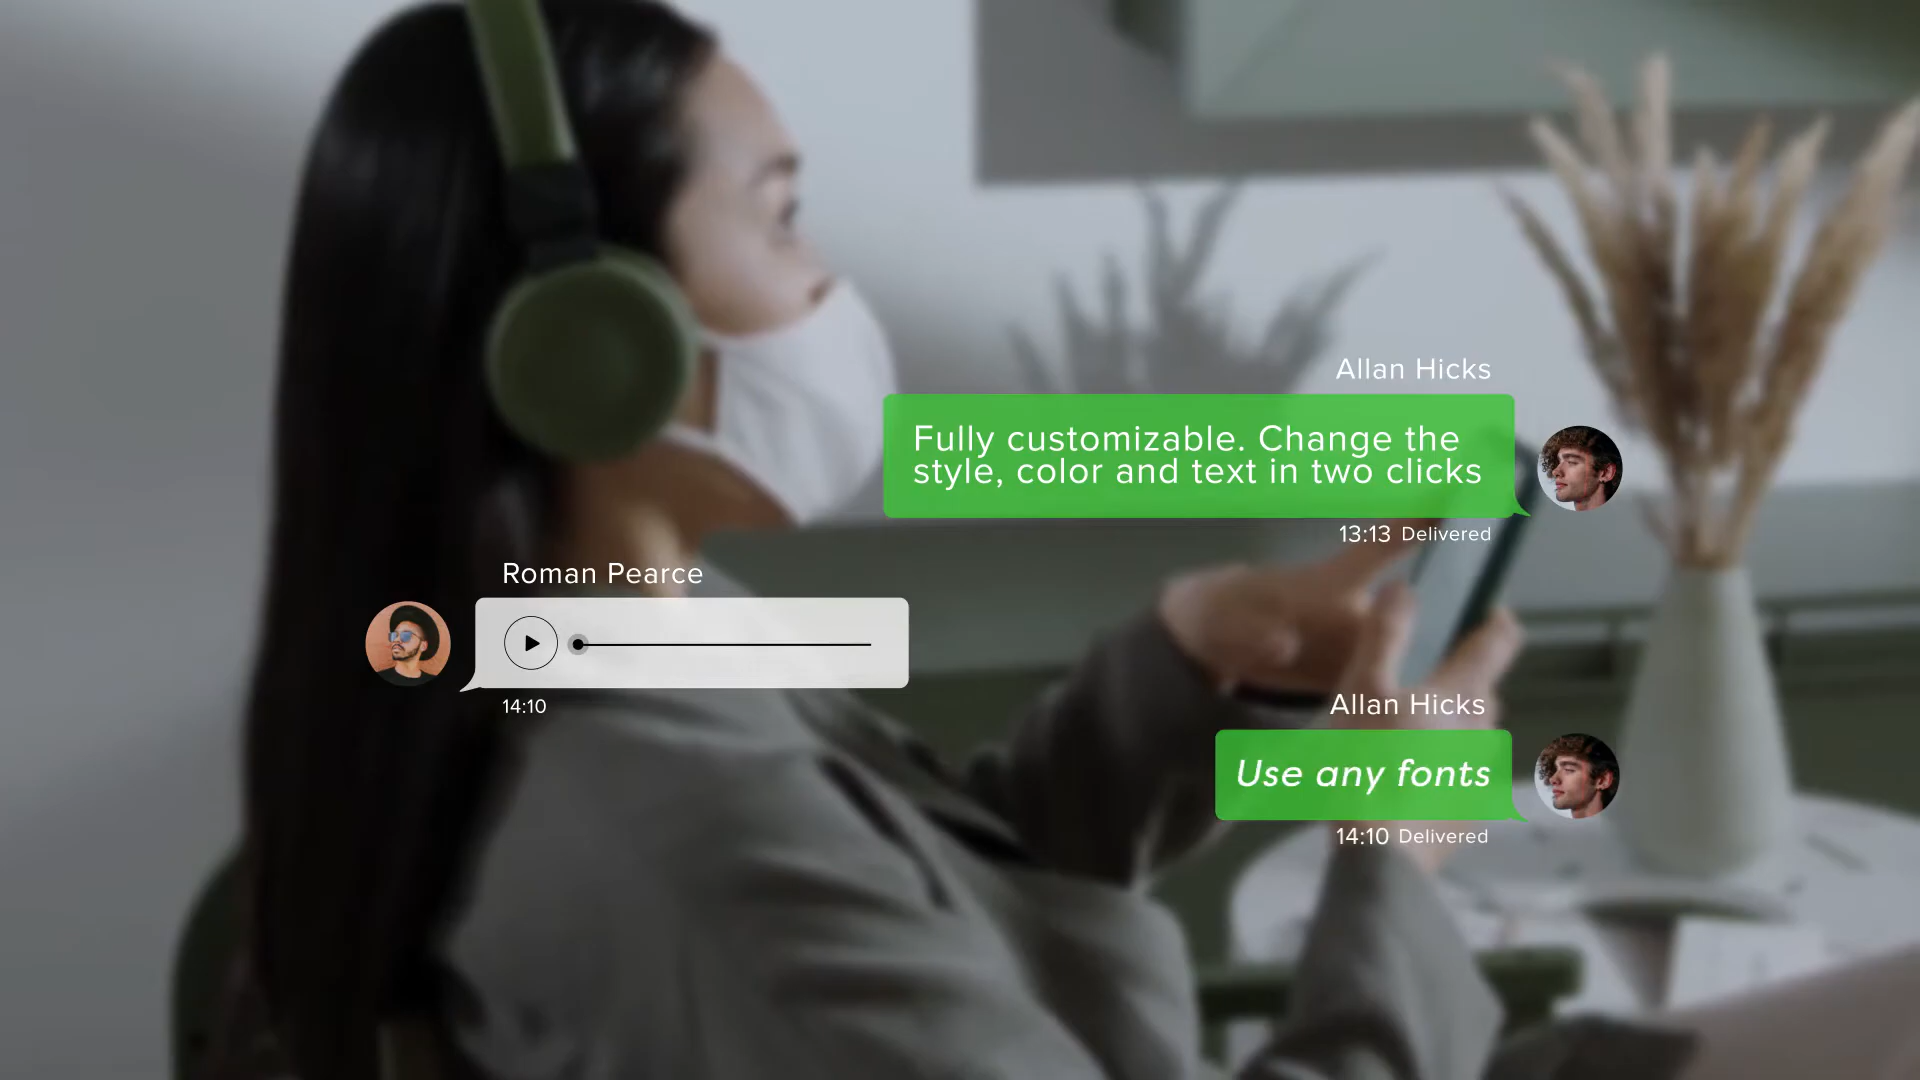 Allan Hicks
Fully customizable. Change the
style, color and text in two clicks
13:13 Delivered
Roman Pearce
14:10
Allan Hicks
Use any fonts
14:10 Delivered